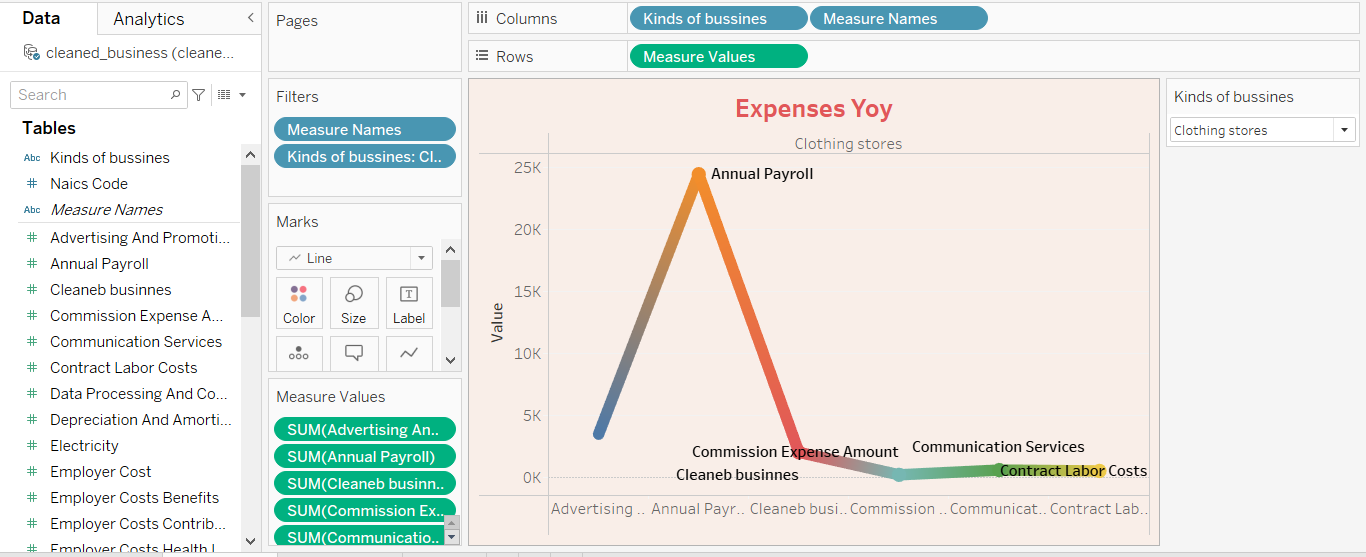 Data
Analytics
cleaned_business (cleane...
Search
Tables
Abc Kinds of bussines
# Naics Code
Abc Measure Names
# Advertising And Promoti...
# Annual Payroll
# Cleaneb businnes
# Commission Expense A...
# Communication Services
# Contract Labor Costs
# Data Processing And Co...
# Depreciation And Amorti...
# Electricity
# Employer Cost
# Employer Costs Benefits
# Employer Costs Contrib...
# Employer Costs Health I...
Pages
Filters
Measure Names
Kinds of bussines: Cl..
Marks
Line
Color
Size
T
Label
Measure Values
SUM(Advertising An..
SUM(Annual Payroll)
SUM(Cleaneb businn..
SUM(Commission Ex..
SUM(Communicatio..
Columns
Kinds of bussines
Measure Names
Rows
Measure Values
Expenses Yoy
Clothing stores
25K
20K
15K
10K
5K
0K
Value
Annual Payroll
Commission Expense Amount
Communication Services
Cleaneb businnes
Contract Labor Costs
Advertising ..
Annual Payr..
Cleaneb busi..
Commission ..
Communicat..
Contract Lab..
Kinds of bussines
Clothing stores